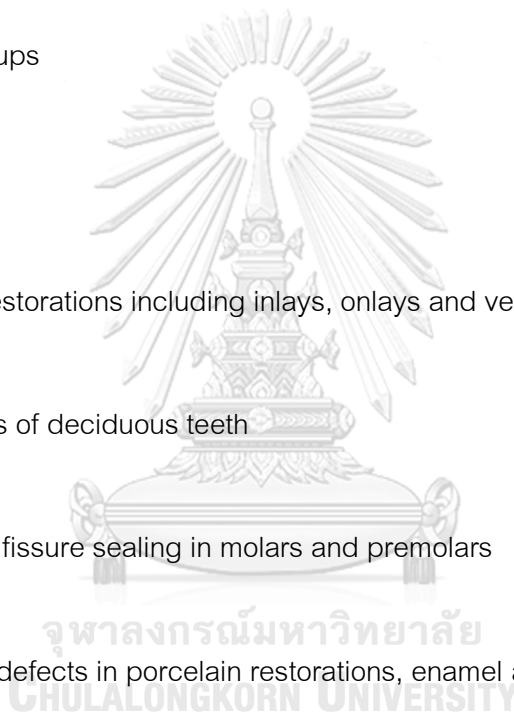 ups
estorations including inlays, onlays and ve
s of deciduous teeth
fissure sealing in molars and premolars
จุฬาลงกรณ์มหาวิทยาลัย
defects in porcelain restorations, enamel a
CHULALONGKORN UNIVERSITY